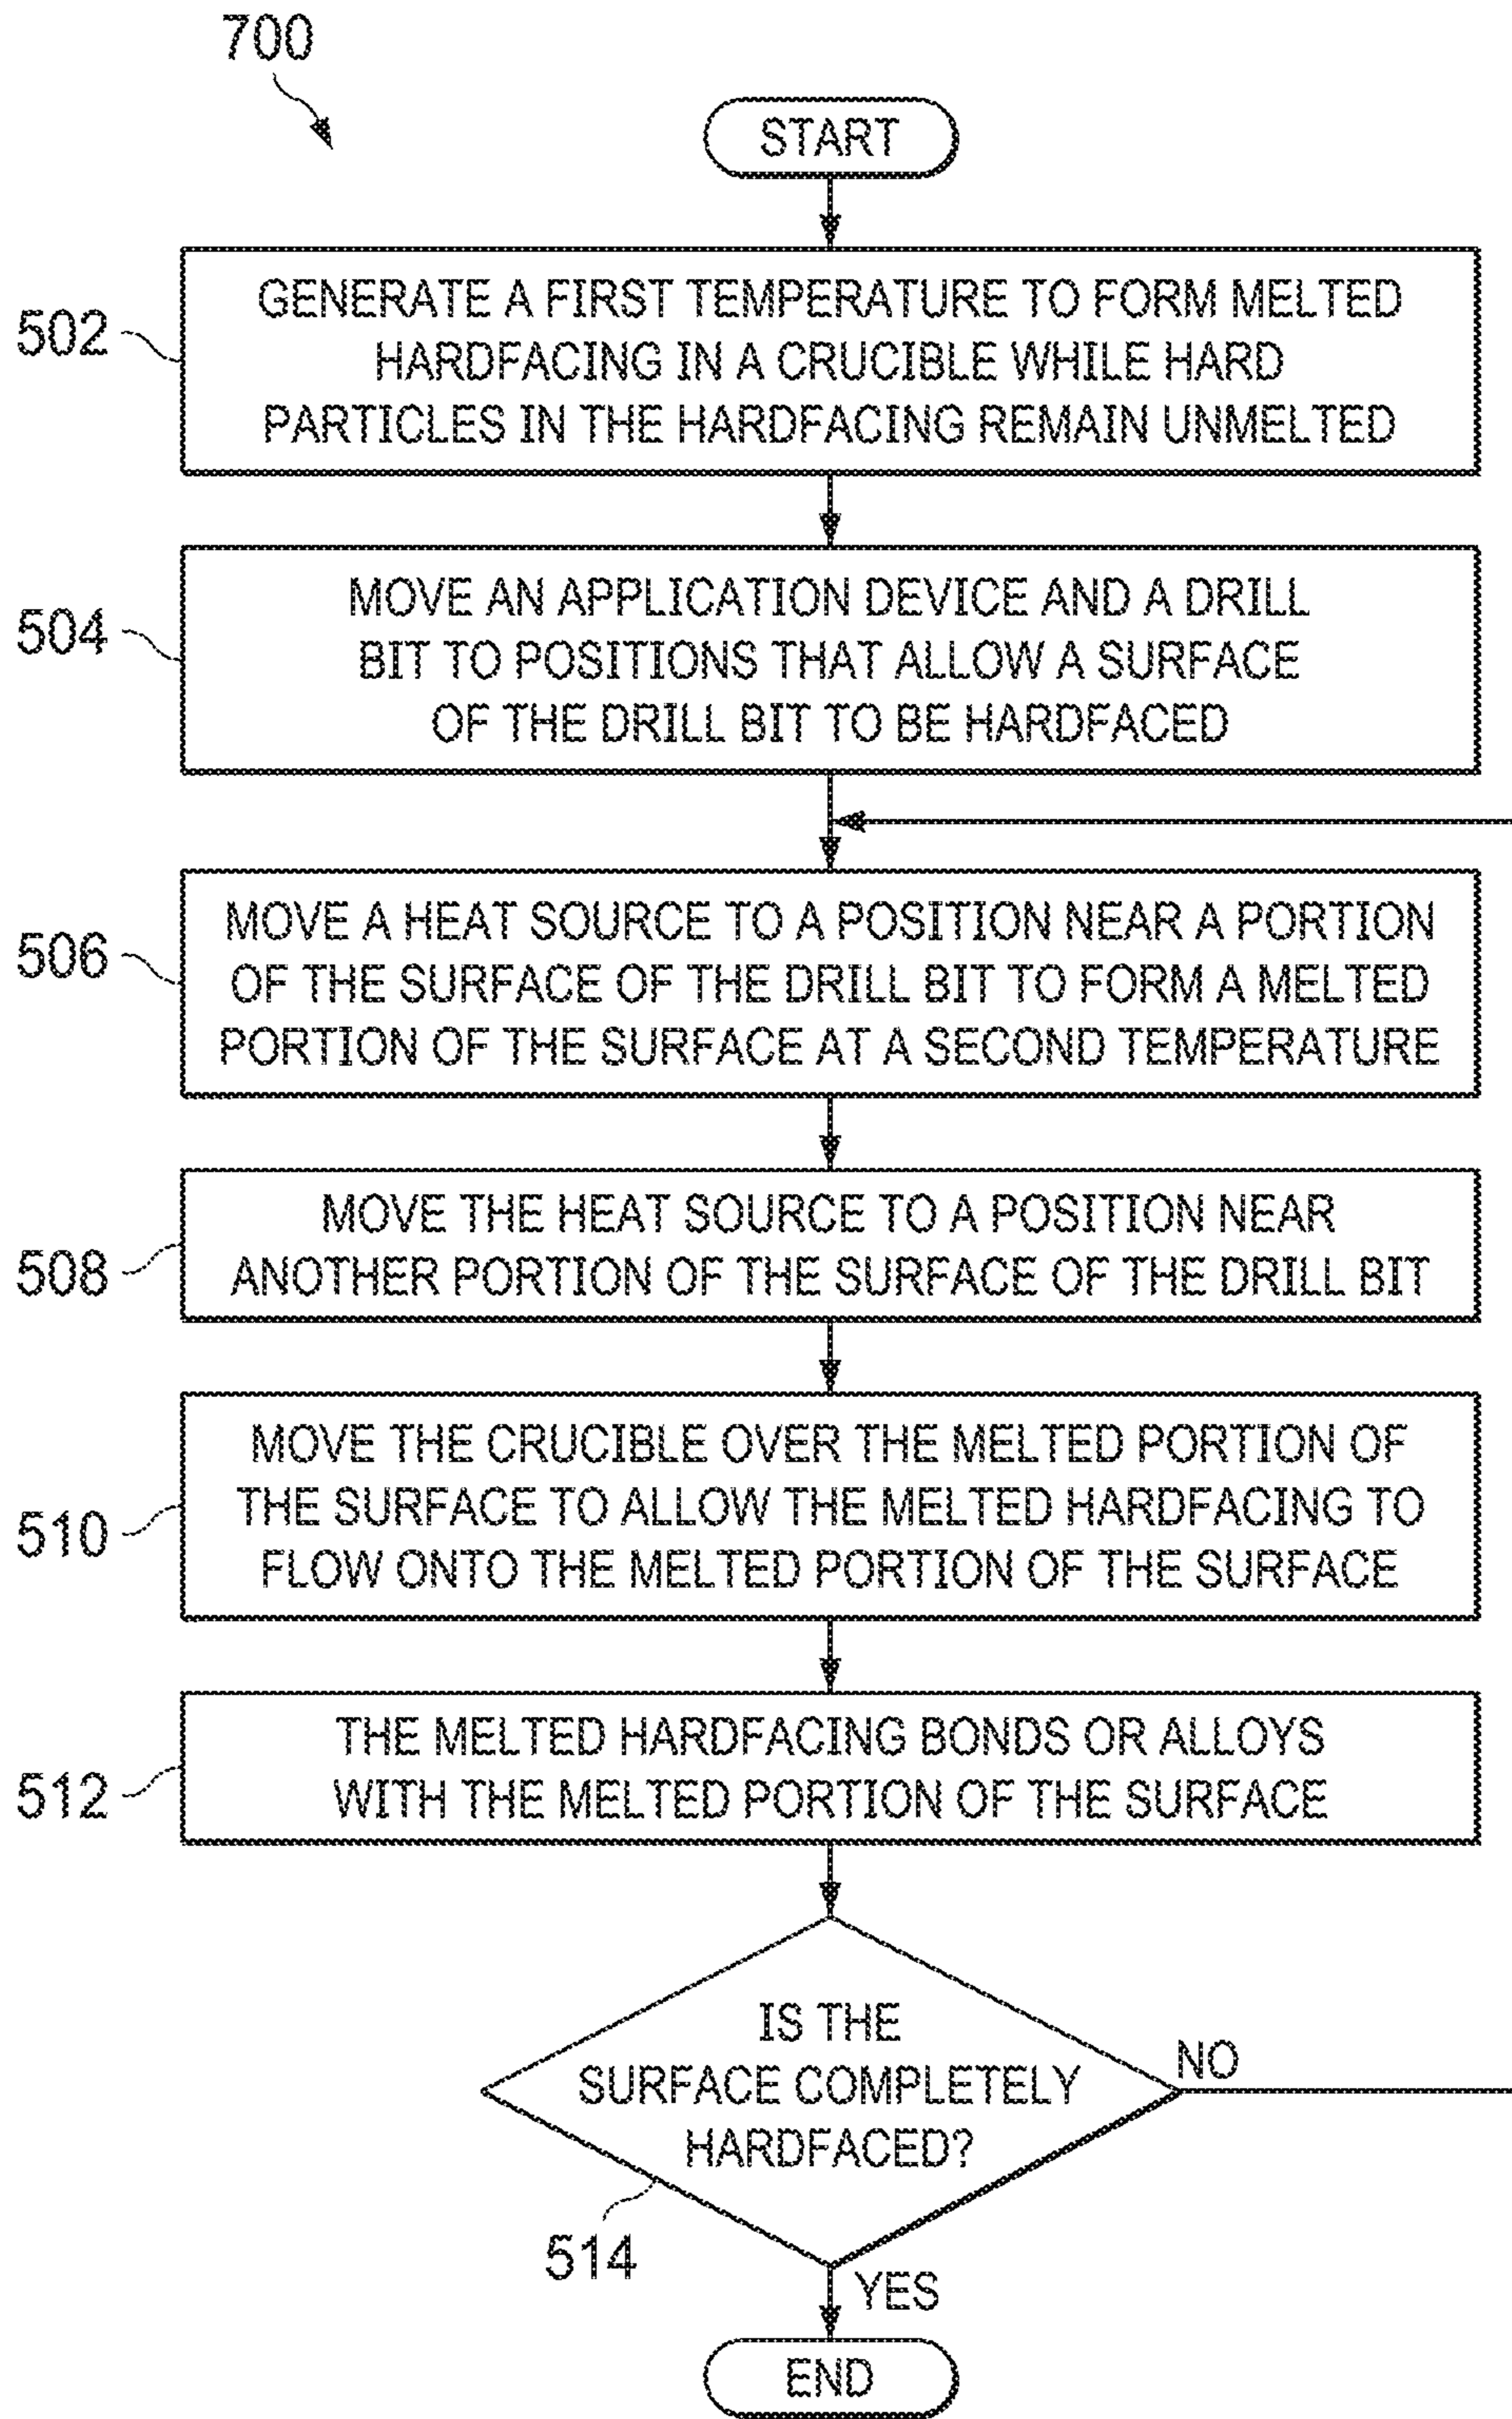 700
START
502
GENERATE A FIRST TEMPERATURE TO FORM MELTED
HARDFACING IN A CRUCIBLE WHILE HARD
PARTICLES IN THE HARDFACING REMAIN UNMELTED
504
MOVE AN APPLICATION DEVICE AND A DRILL
BIT TO POSITIONS THAT ALLOW A SURFACE
OF THE DRILL BIT TO BE HARDFACED
506
MOVE A HEAT SOURCE TO A POSITION NEAR A PORTION
OF THE SURFACE OF THE DRILL BIT TO FORM A MELTED
PORTION OF THE SURFACE AT A SECOND TEMPERATURE
508
MOVE THE HEAT SOURCE TO A POSITION NEAR
ANOTHER PORTION OF THE SURFACE OF THE DRILL BIT
510
MOVE THE CRUCIBLE OVER THE MELTED PORTION OF
THE SURFACE TO ALLOW THE MELTED HARDFACING TO
FLOW ONTO THE MELTED PORTION OF THE SURFACE
512
THE MELTED HARDFACING BONDS OR ALLOYS
WITH THE MELTED PORTION OF THE SURFACE
IS THE
SURFACE COMPLETELY
HARDFACED?
NO
514
YES
END